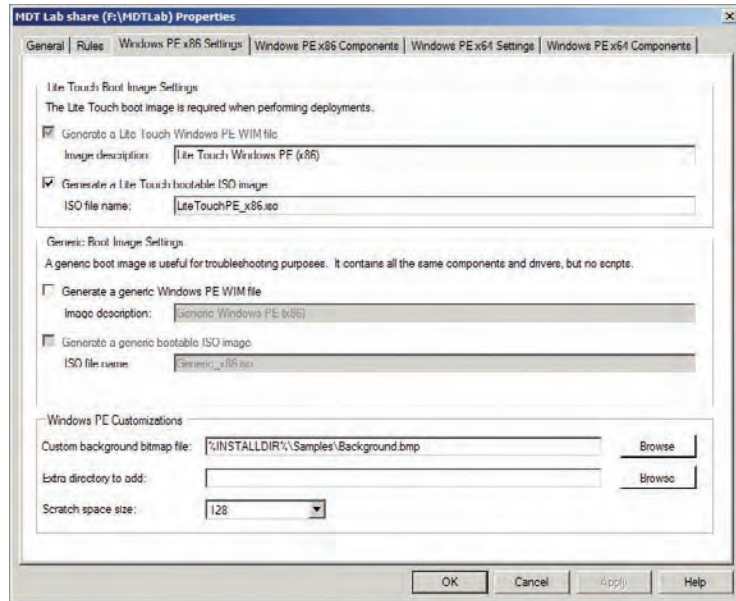 MDT Lab share (F:\MDTLab) Properties
General Rules Windows PE x86 Settings Windows PE x86 Components Windows PE x64 Settings Windows PE x64 Components
Lite Touch Boot Image Settings
The Lite Touch boot image is required when performing deployments.
Generate a Lite Touch Windows PE WIM file
Image description: Lite Touch Windows PE (x86)
Generate a Lite Touch bootable ISO image
ISO file name: LiteTouchPE_x86.iso
Generic Boot Image Settings
A generic boot image is useful for troubleshooting purposes. It contains all the same components and drivers, but no scripts.
Generate a generic Windows PE WIM file
Image description: Generic Windows PE (x86)
Generate a generic bootable ISO image
ISO file name: Generic_x86.iso
Windows PE Customizations
Custom background bitmap file: %INSTALLDIR%\Samples\Background.bmp Browse
Extra directory to add: Browse
Scratch space size: 128
OK Cancel Apply Help